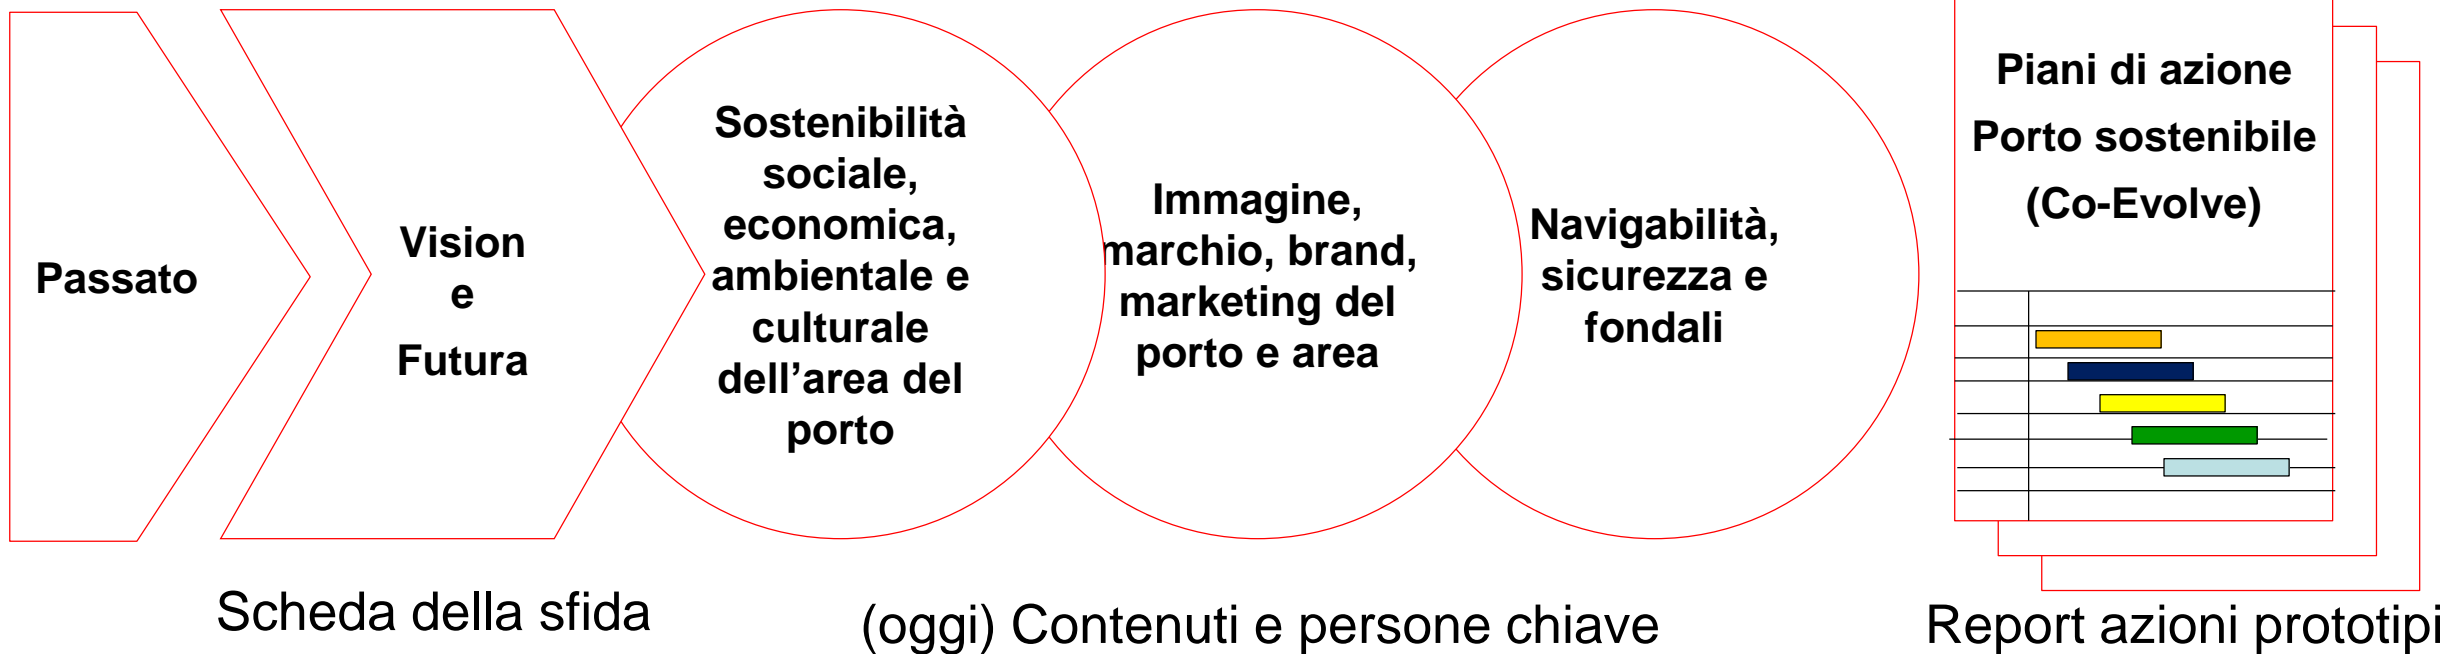 Passato
Vision
e
Futura
Sostenibilità
sociale,
economica,
ambientale e
culturale
dell’area del
porto
Immagine,
marchio, brand,
marketing del
porto e area
Navigabilità,
sicurezza e
fondali
Piani di azione
Porto sostenibile
(Co-Evolve)
Scheda della sfida
(oggi) Contenuti e persone chiave
Report azioni prototipi